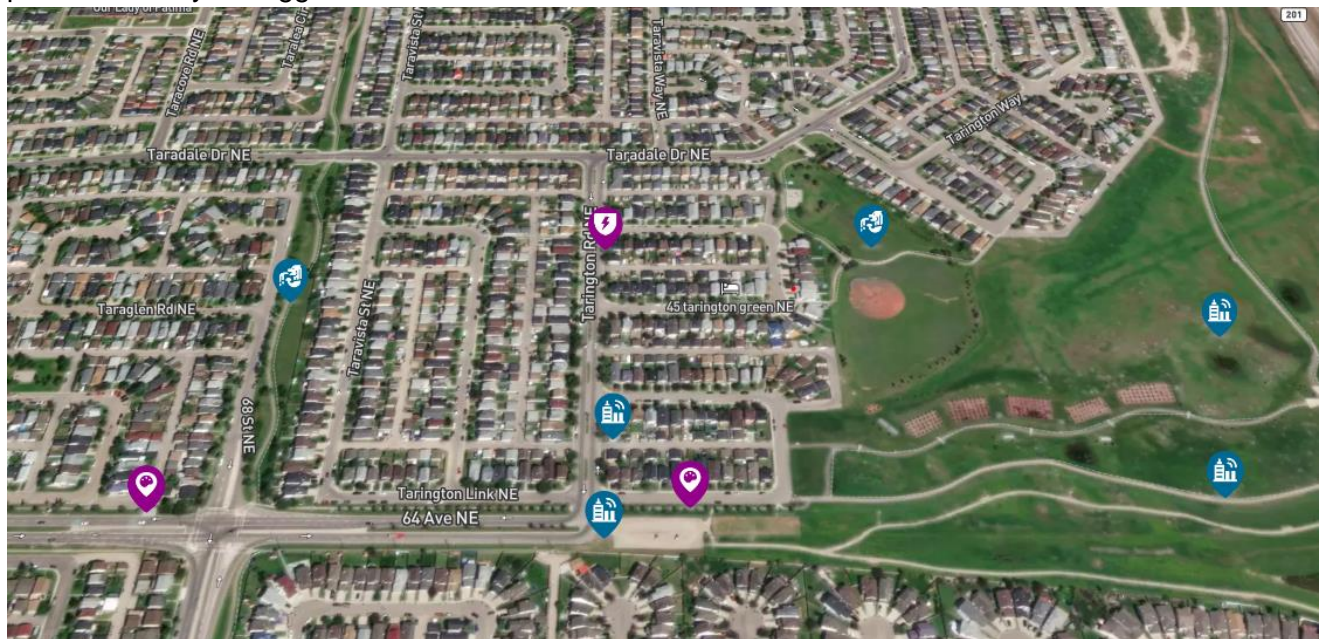 Our Lady of Fatima
Taracove Rd NE
Taralea Cir
Taravista St
Taravista Way NE
201
Tarington Way
Taradale Dr NE
Taradale Dr NE
Tarington Rd NE
45 tarington green NE
Taraglen Rd NE
Taravista St NE
68 St NE
Tarington Link NE
64 Ave NE